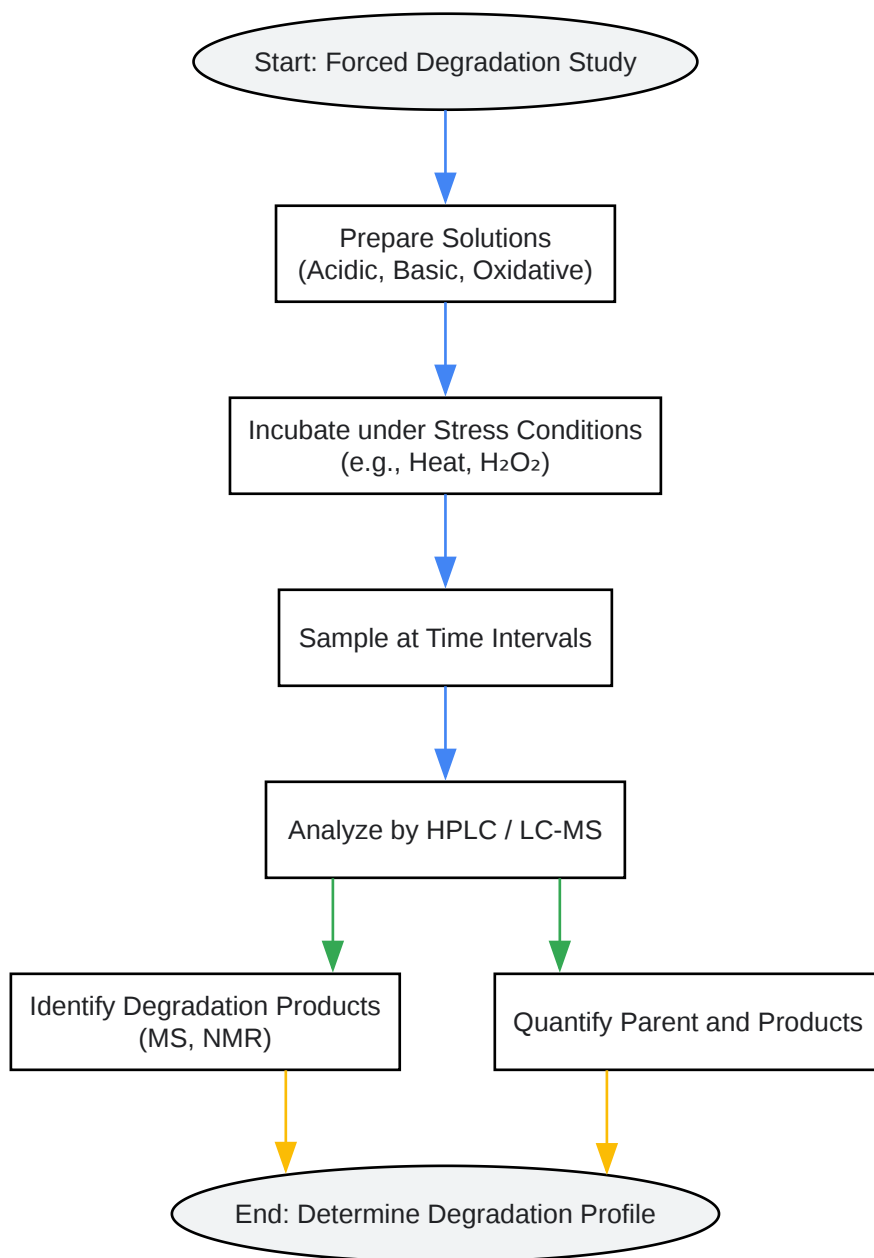 Start: Forced Degradation Study
Prepare Solutions
(Acidic, Basic, Oxidative)
Incubate under Stress Conditions
(e.g., Heat, H₂O₂)
Sample at Time Intervals
Analyze by HPLC / LC-MS
Identify Degradation Products
(MS, NMR)
Quantify Parent and Products
End: Determine Degradation Profile